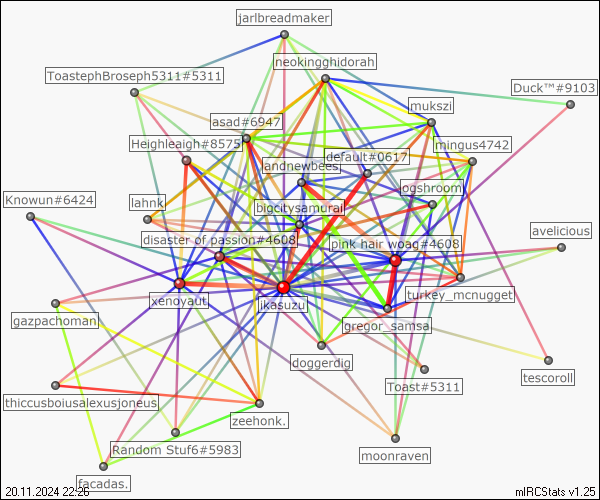 jarlbreadmaker
neokingghidorah
ToastephBroseph5311#5311
Duck™#9103
mukszi
asad#6947
Heighleaigh#8575
mingus4742
default#0617
andnewbees
ogshroom
Knowun#6424
lahnk
bigcitysamurai
avelicious
disaster of passion#4608
pink hair woag#4608
xenoyaut
jkasuzu
turkey_mcnugget
gazpachoman
gregor_samsa
doggerdig
tescoroll
Toast#5311
thiccusboiusalexusjoneus
zeehonk.
Random Stuf6#5983
moonraven
facadas.
20.11.2024 22:26
mIRCStats v1.25